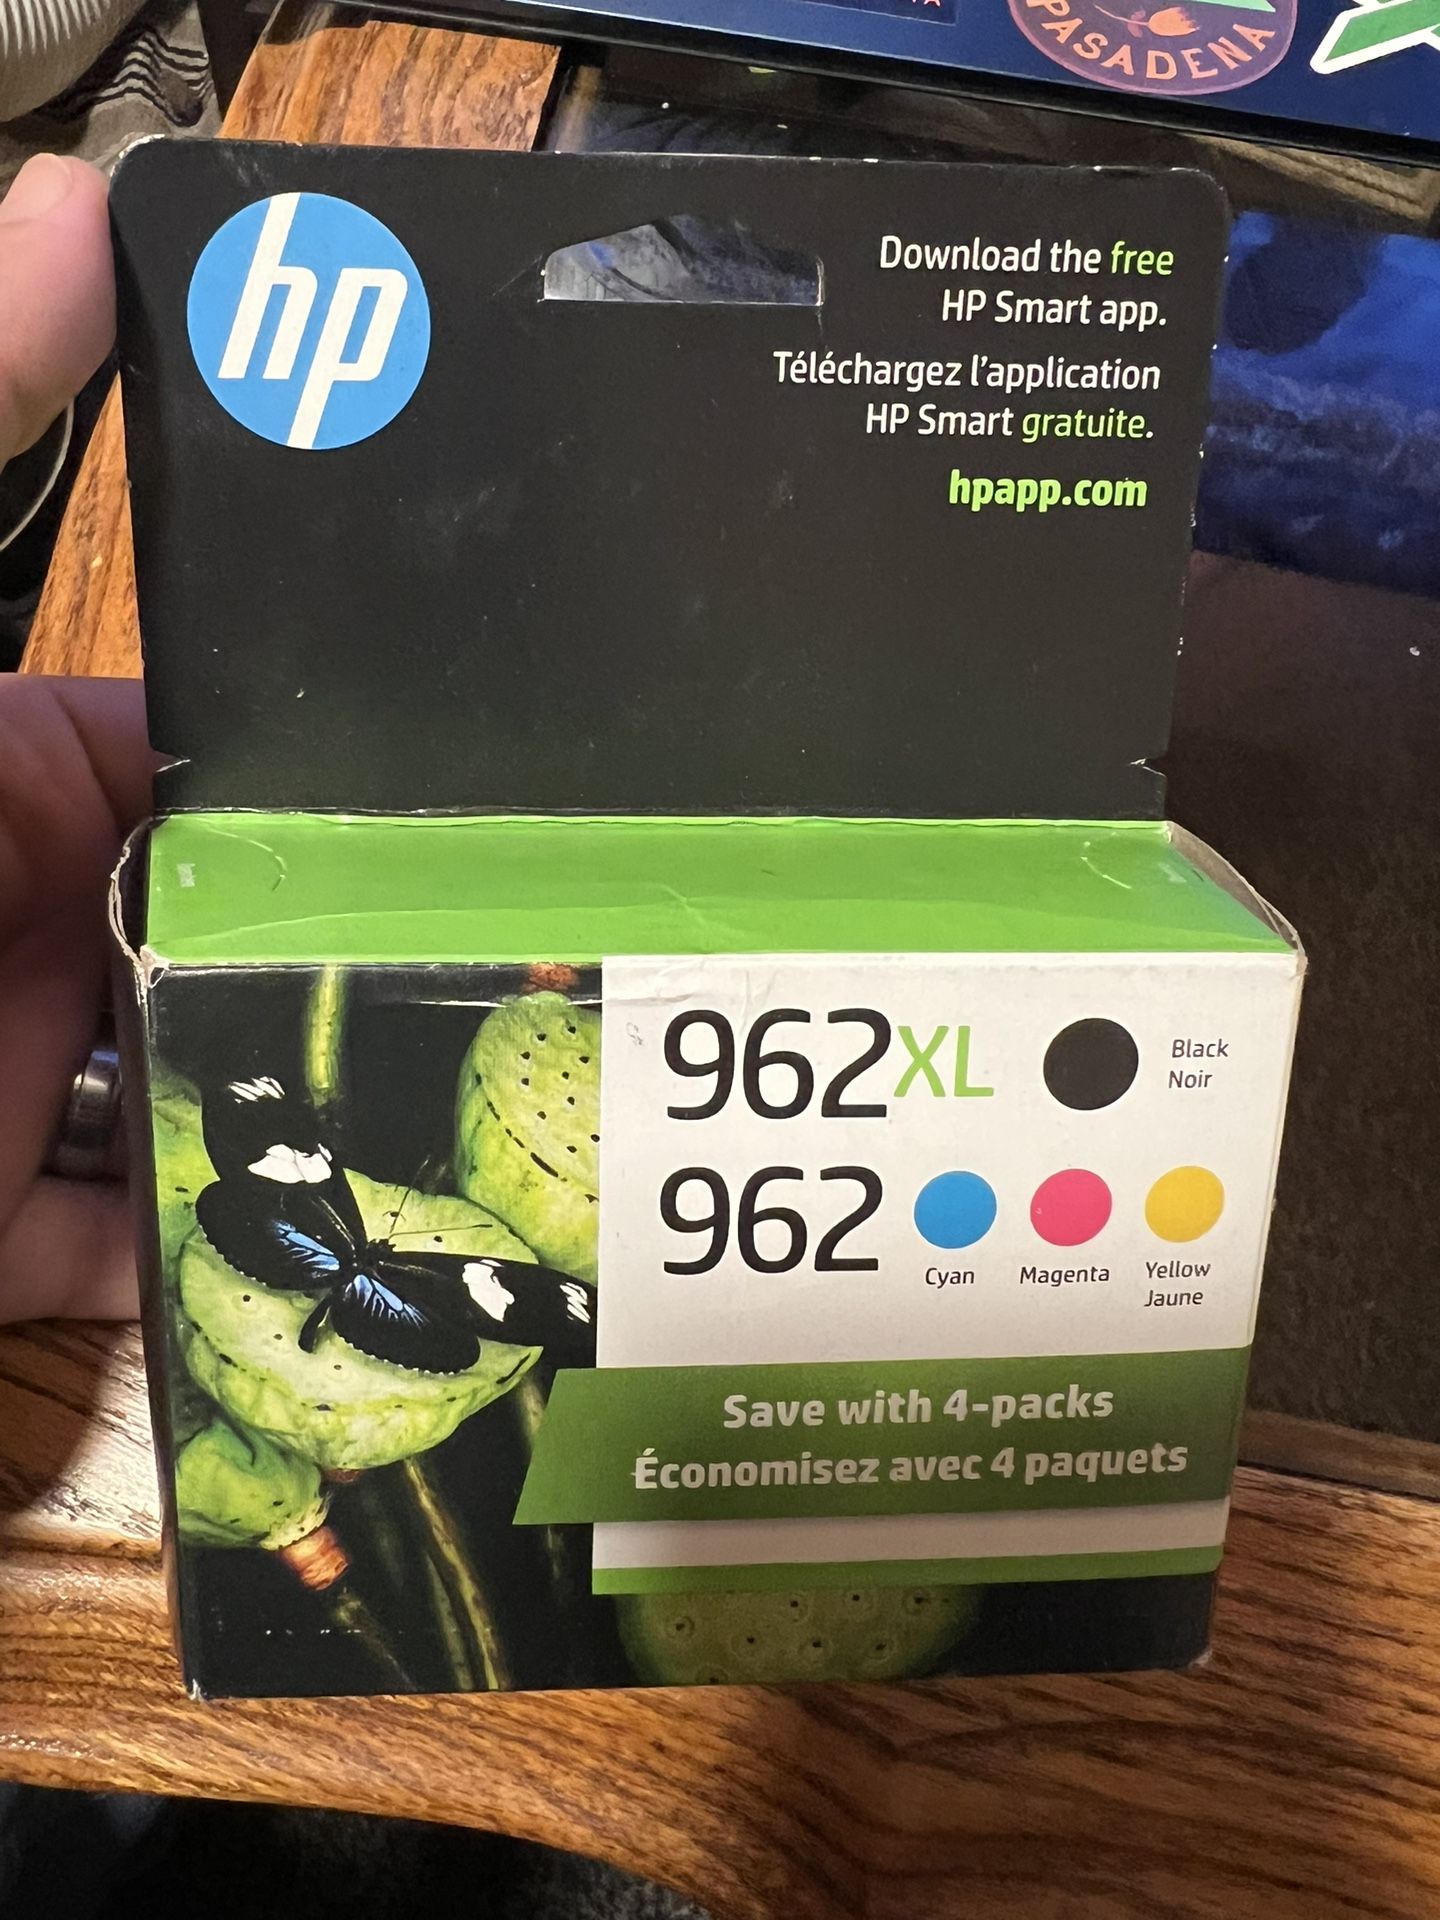 PASADENA
hp
Download the free
HP Smart app.
Téléchargez l'application
HP Smart gratuite.
hpapp.com
962XL
Black
Noir
962
Cyan
Magenta
Yellow
Jaune
Save with 4-packs
Économisez avec 4 paquets